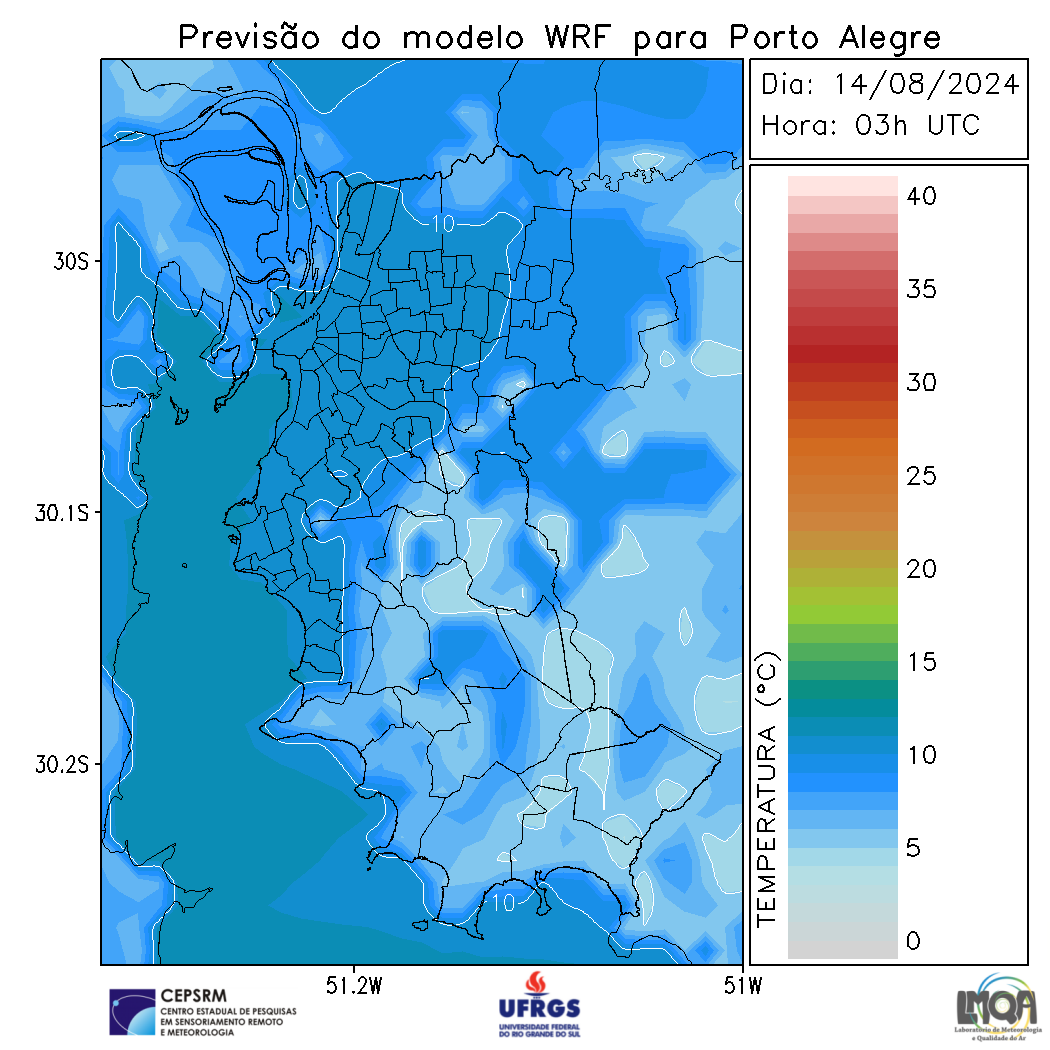 Previsão do modelo WRF para Porto Alegre
Dia: 14/08/2024
Hora: 03h UTC
40
35
30
25
20
15
10
5
0
TEMPERATURA (°C)
10
10
30S
30.1S
30.2S
51.2W
51W
CEPSRM
CENTRO ESTADUAL DE PESQUISAS
EM SENSORIAMENTO REMOTO
E METEOROLOGIA
UFRGS
UNIVERSIDADE FEDERAL
DO RIO GRANDE DO SUL
LMQA
Laboratório de Meteorologia
e Qualidade do Ar